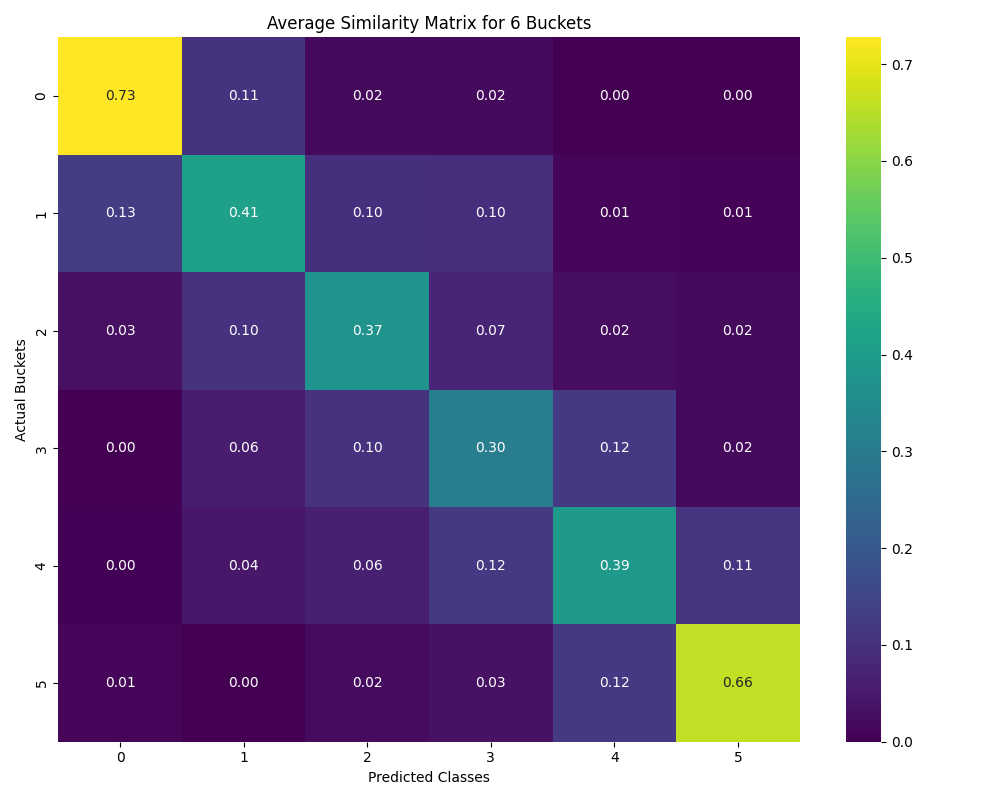 Average Similarity Matrix for 6 Buckets
0 0.73 0.11 0.02 0.02 0.00 0.00
1 0.13 0.41 0.10 0.10 0.01 0.01
2 0.03 0.10 0.37 0.07 0.02 0.02
3 0.00 0.06 0.10 0.30 0.12 0.02
4 0.00 0.04 0.06 0.12 0.39 0.11
5 0.01 0.00 0.02 0.03 0.12 0.66
0 1 2 3 4 5
Actual Buckets
Predicted Classes
0.7
0.6
0.5
0.4
0.3
0.2
0.1
0.0